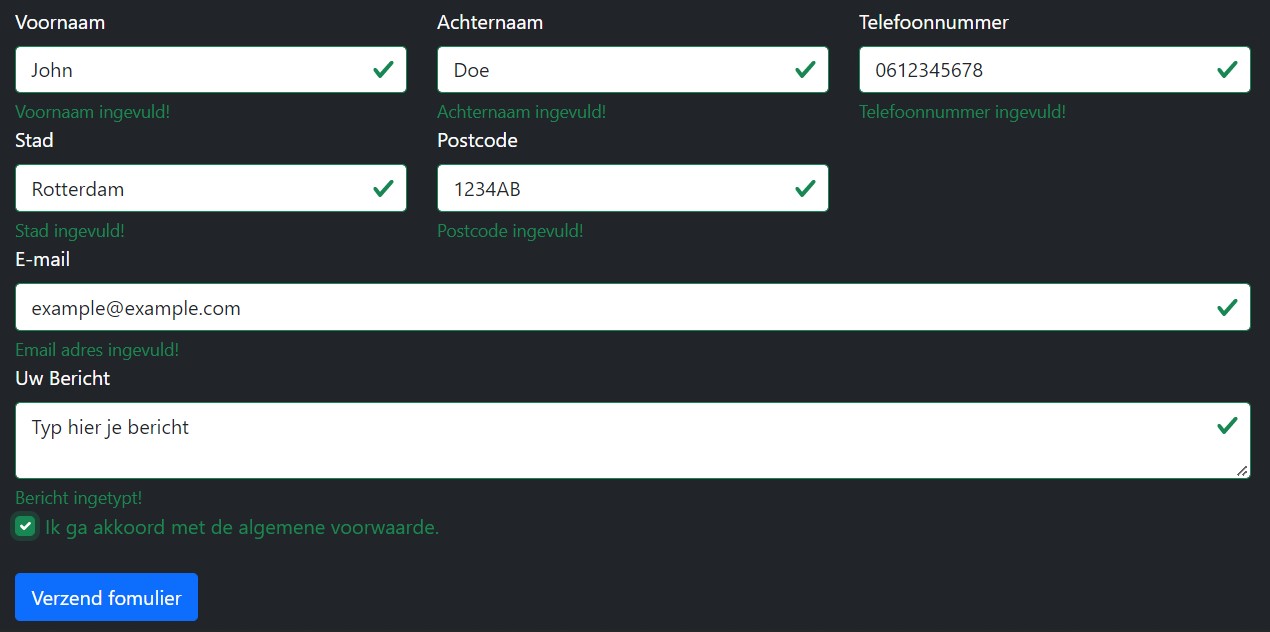 Voornaam Achternaam Telefoonnummer
John Doe 0612345678
Voornaam ingevuld! Achternaam ingevuld! Telefoonnummer ingevuld!
Stad Postcode
Rotterdam 1234AB
Stad ingevuld! Postcode ingevuld!
E-mail
example@example.com
Email adres ingevuld!
Uw Bericht
Typ hier je bericht
Bericht ingetypt!
Ik ga akkoord met de algemene voorwaarde.
Verzend fomulier